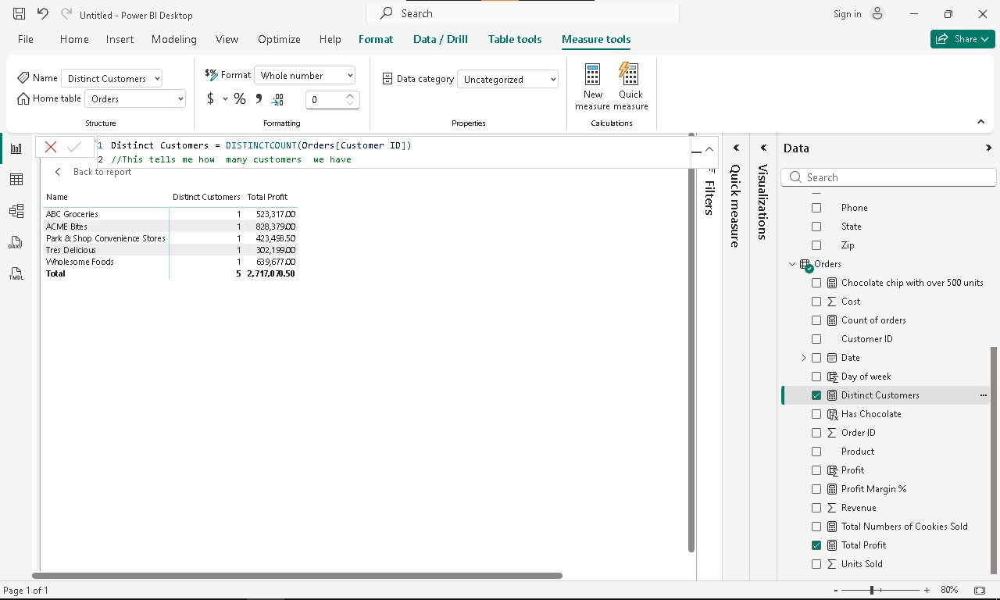 Untitled - Power BI Desktop
Search
Sign in
File Home Insert Modeling View Optimize Help Format Data / Drill Table tools Measure tools
Share
Name Distinct Customers
Home table Orders
Structure
$% Format Whole number
$ % 9 .00 0
Formatting
Data category Uncategorized
Properties
New measure
Quick measure
Calculations
1 Distinct Customers = DISTINCTCOUNT(Orders[Customer ID])
2 //This tells me how  many customers  we have
Back to report
Name Distinct Customers Total Profit
ABC Groceries 1 523,317.00
ACME Bites 1 828,379.00
Park & Shop Convenience Stores 1 423,498.50
Tres Delicious 1 302,199.00
Wholesome Foods 1 639,677.00
Total 5 2,717,070.50
DAX
TMDL
Filters
Quick measure
Visualizations
Data
Search
Phone
State
Zip
Orders
Chocolate chip with over 500 units
Σ Cost
Count of orders
Customer ID
Date
Day of week
Distinct Customers
Has Chocolate
Σ Order ID
Product
Profit
Profit Margin %
Σ Revenue
Total Numbers of Cookies Sold
Total Profit
Σ Units Sold
Page 1 of 1
- + 80%